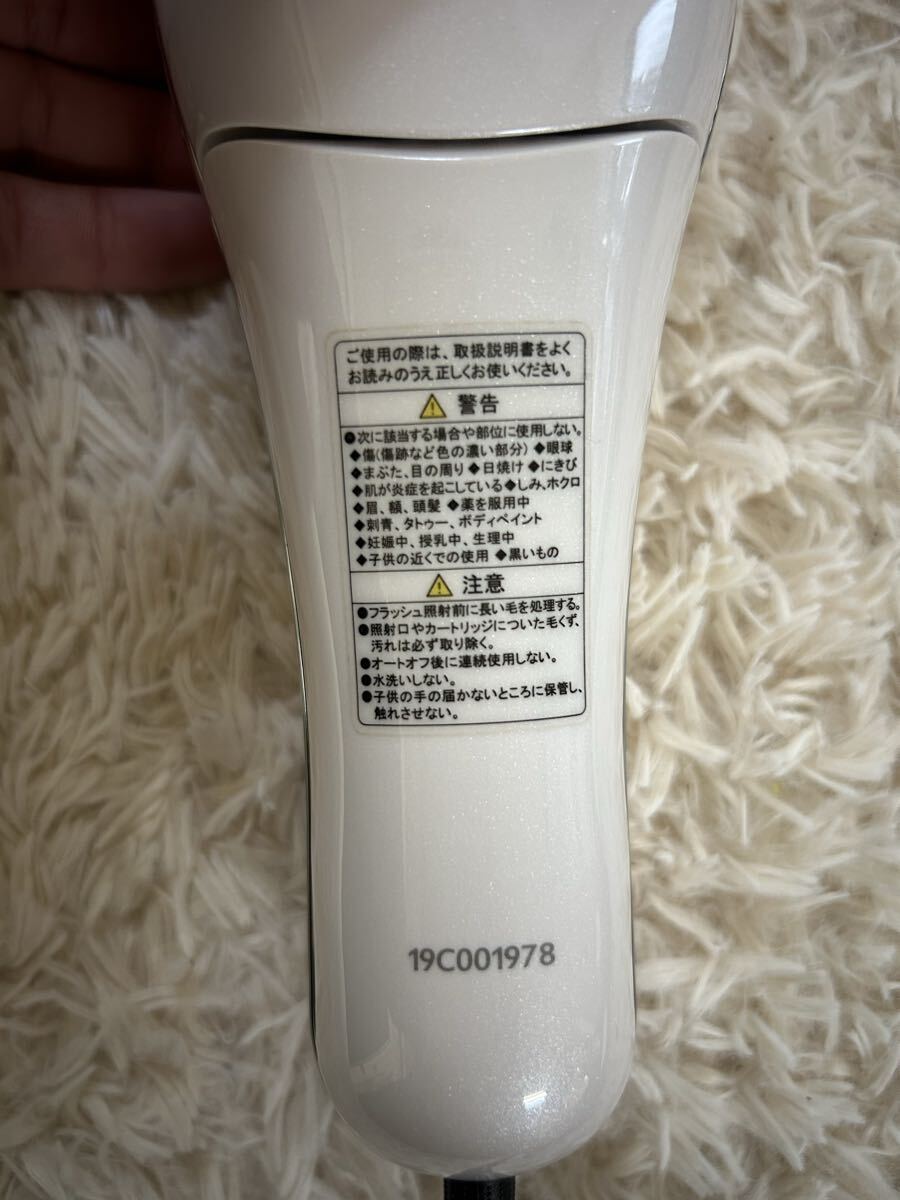 ご使用の際は、取扱説明書をよく
お読みのうえ正しくお使いください。
警告
●次に該当する場合や部位に使用しない。
◆傷(傷跡など色の濃い部分) ◆眼球
◆まぶた、目の周り ◆日焼け ◆にきび
◆肌が炎症を起こしている ◆しみ、ホクロ
◆眉、額、頭髪 ◆薬を服用中
◆刺青、タトゥー、ボディペイント
◆妊娠中、授乳中、生理中
◆子供の近くでの使用 ◆黒いもの
注意
●フラッシュ照射前に長い毛を処理する。
●照射口やカートリッジについた毛くず、
汚れは必ず取り除く。
●オートオフ後に連続使用しない。
●水洗いしない。
●子供の手の届かないところに保管し、
触れさせない。
19C001978